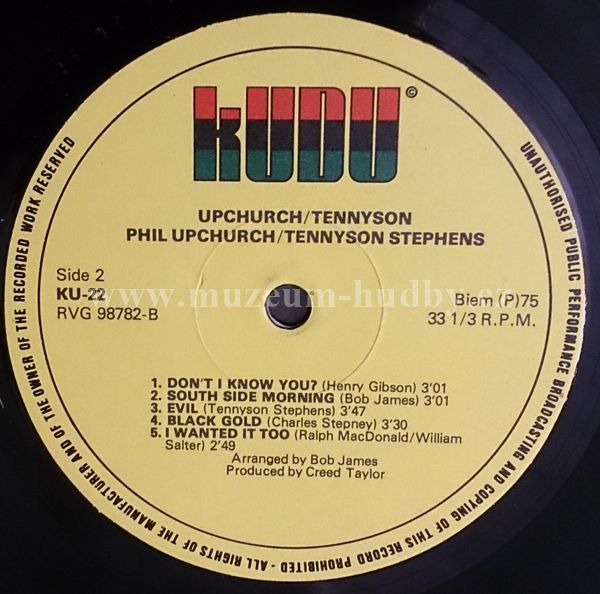 KUDU ©
UPCHURCH/TENNYSON
PHIL UPCHURCH/TENNYSON STEPHENS
Side 2
KU-22
RVG 98782-B
Biem (P)75
33 1/3 R.P.M.
www.muzeum-hudby.cz
1. DON'T I KNOW YOU? (Henry Gibson) 3'01
2. SOUTH SIDE MORNING (Bob James) 3'01
3. EVIL (Tennyson Stephens) 3'47
4. BLACK GOLD (Charles Stepney) 3'30
5. I WANTED IT TOO (Ralph MacDonald/William
Salter) 2'49
Arranged by Bob James
Produced by Creed Taylor
UNAUTHORISED PUBLIC PERFORMANCE BROADCASTING AND COPYING OF THIS RECORD PROHIBITED - ALL RIGHTS OF THE MANUFACTURER AND OF THE OWNER OF THE RECORDED WORK RESERVED